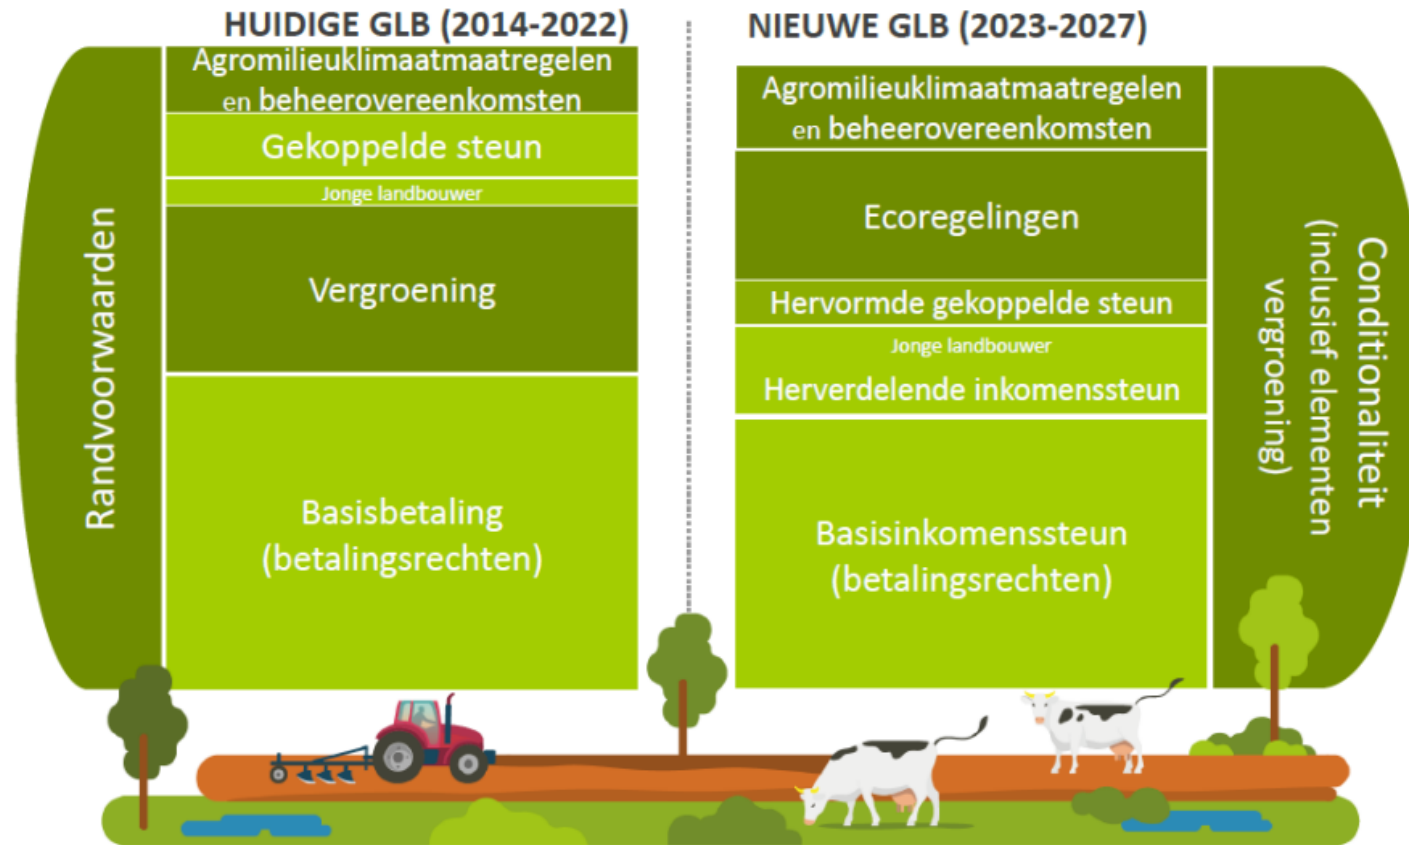 HUIDIGE GLB (2014-2022)
Agromilieuklimaatmaatregelen
en beheerovereenkomsten
Gekoppelde steun
Jonge landbouwer
Vergroening
Basisbetaling
(betalingsrechten)
Randvoorwaarden
NIEUWE GLB (2023-2027)
Agromilieuklimaatmaatregelen
en beheerovereenkomsten
Ecoregelingen
Hervormde gekoppelde steun
Jonge landbouwer
Herverdelende inkomenssteun
Basisinkomenssteun
(betalingsrechten)
Conditionaliteit
(inclusief elementen
vergroening)